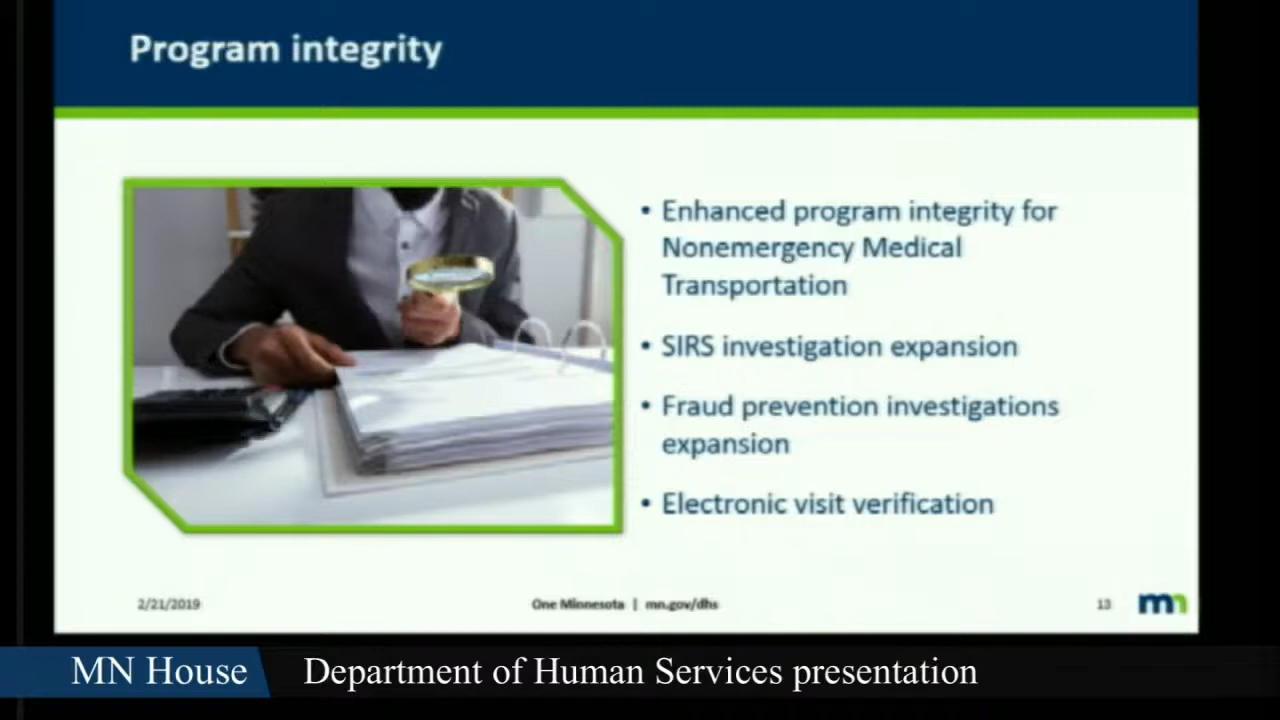 Program integrity
• Enhanced program integrity for
Nonemergency Medical
Transportation
• SIRS investigation expansion
• Fraud prevention investigations
expansion
• Electronic visit verification
2/21/2019
One Minnesota | mn.gov/dhs
13
mn
MN House
Department of Human Services presentation